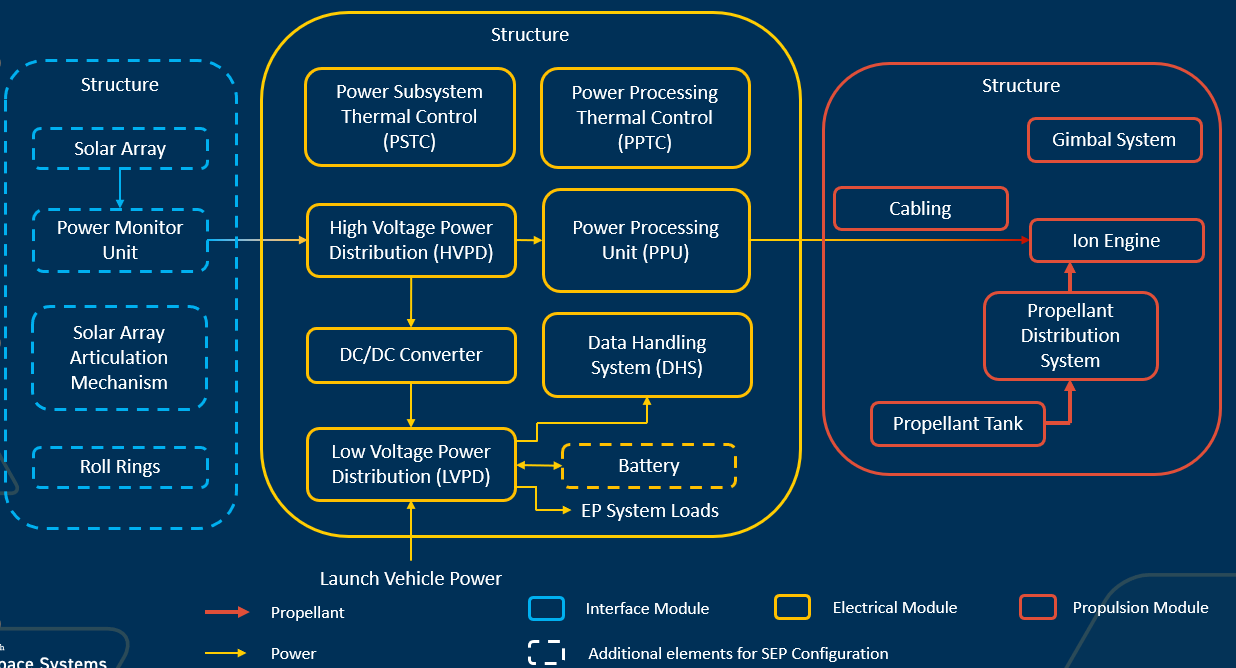 Structure
Solar Array
Power Monitor
Unit
Solar Array
Articulation
Mechanism
Roll Rings
Structure
Power Subsystem
Thermal Control
(PSTC)
Power Processing
Thermal Control
(PPTC)
High Voltage Power
Distribution (HVPD)
Power Processing
Unit (PPU)
DC/DC Converter
Data Handling
System (DHS)
Low Voltage Power
Distribution (LVPD)
Battery
EP System Loads
Launch Vehicle Power
Structure
Gimbal System
Cabling
Ion Engine
Propellant
Distribution
System
Propellant Tank
Propellant
Power
Interface Module
Electrical Module
Propulsion Module
Additional elements for SEP Configuration
Systems